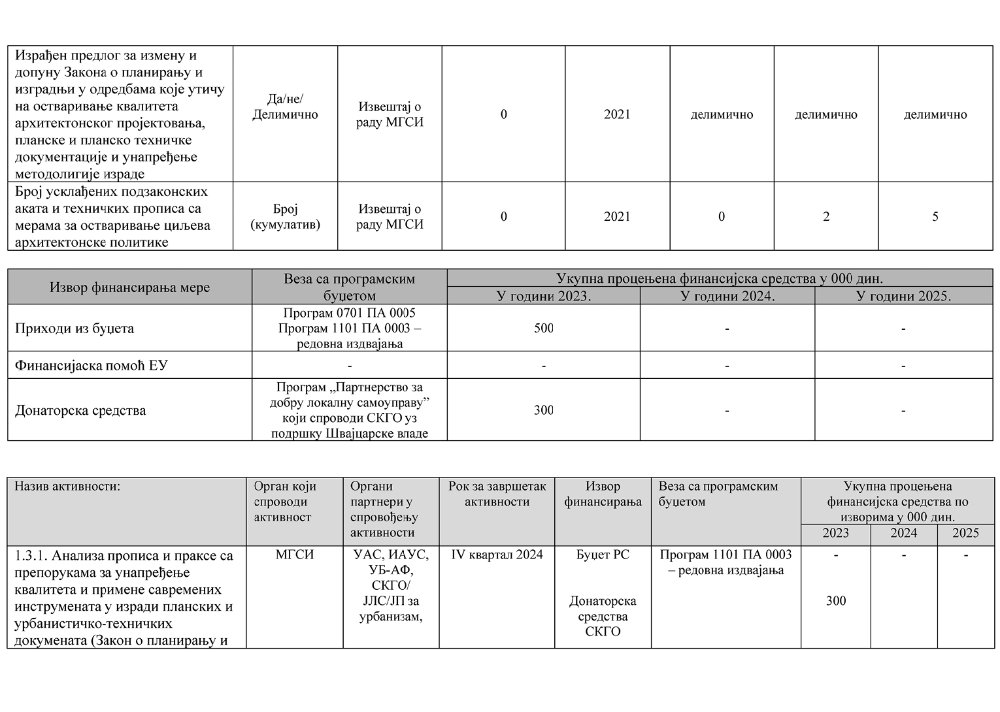 Израђен предлог за измену и
допуну Закона о планирању и
изградњи у одредбама које утичу
на остваривање квалитета
архитектонског пројектовања,
планске и планско техничке
документације и унапређење
методолигије израде
Да/не/
Делимично
Извештај о
раду МГСИ
0
2021
делимично
делимично
делимично
Број усклађених подзаконских
аката и техничких прописа са
мерама за остваривање циљева
архитектонске политике
Број
(кумулатив)
Извештај о
раду МГСИ
0
2021
0
2
5
Извор финансирања мере
Веза са програмским
буџетом
Укупна процењена финансијска средства у 000 дин.
У години 2023.
У години 2024.
У години 2025.
Приходи из буџета
Програм 0701 ПА 0005
Програм 1101 ПА 0003 –
редовна издвајања
500
-
-
Финансијаска помоћ ЕУ
-
-
-
-
Донаторска средства
Програм „Партнерство за
добру локалну самоуправу”
који спроводи СКГО уз
подршку Швајцарске владе
300
-
-
Назив активности:
Орган који
спроводи
активност
Органи
партнери у
спровођењу
активности
Рок за завршетак
активности
Извор
финансирања
Веза са програмским
буџетом
Укупна процењена
финансијска средства по
изворима у 000 дин.
2023
2024
2025
1.3.1. Анализа прописа и праксе са
препорукама за унапређење
квалитета и примене савремених
инструмената у изради планских и
урбанистичко-техничких
докумената (Закон о планирању и
МГСИ
УАС, ИАУС,
УБ-АФ,
СКГО/
ЈЛС/ЈП за
урбанизам,
IV квартал 2024
Буџет РС
Донаторска
средства
СКГО
Програм 1101 ПА 0003
– редовна издвајања
-
300
-
-